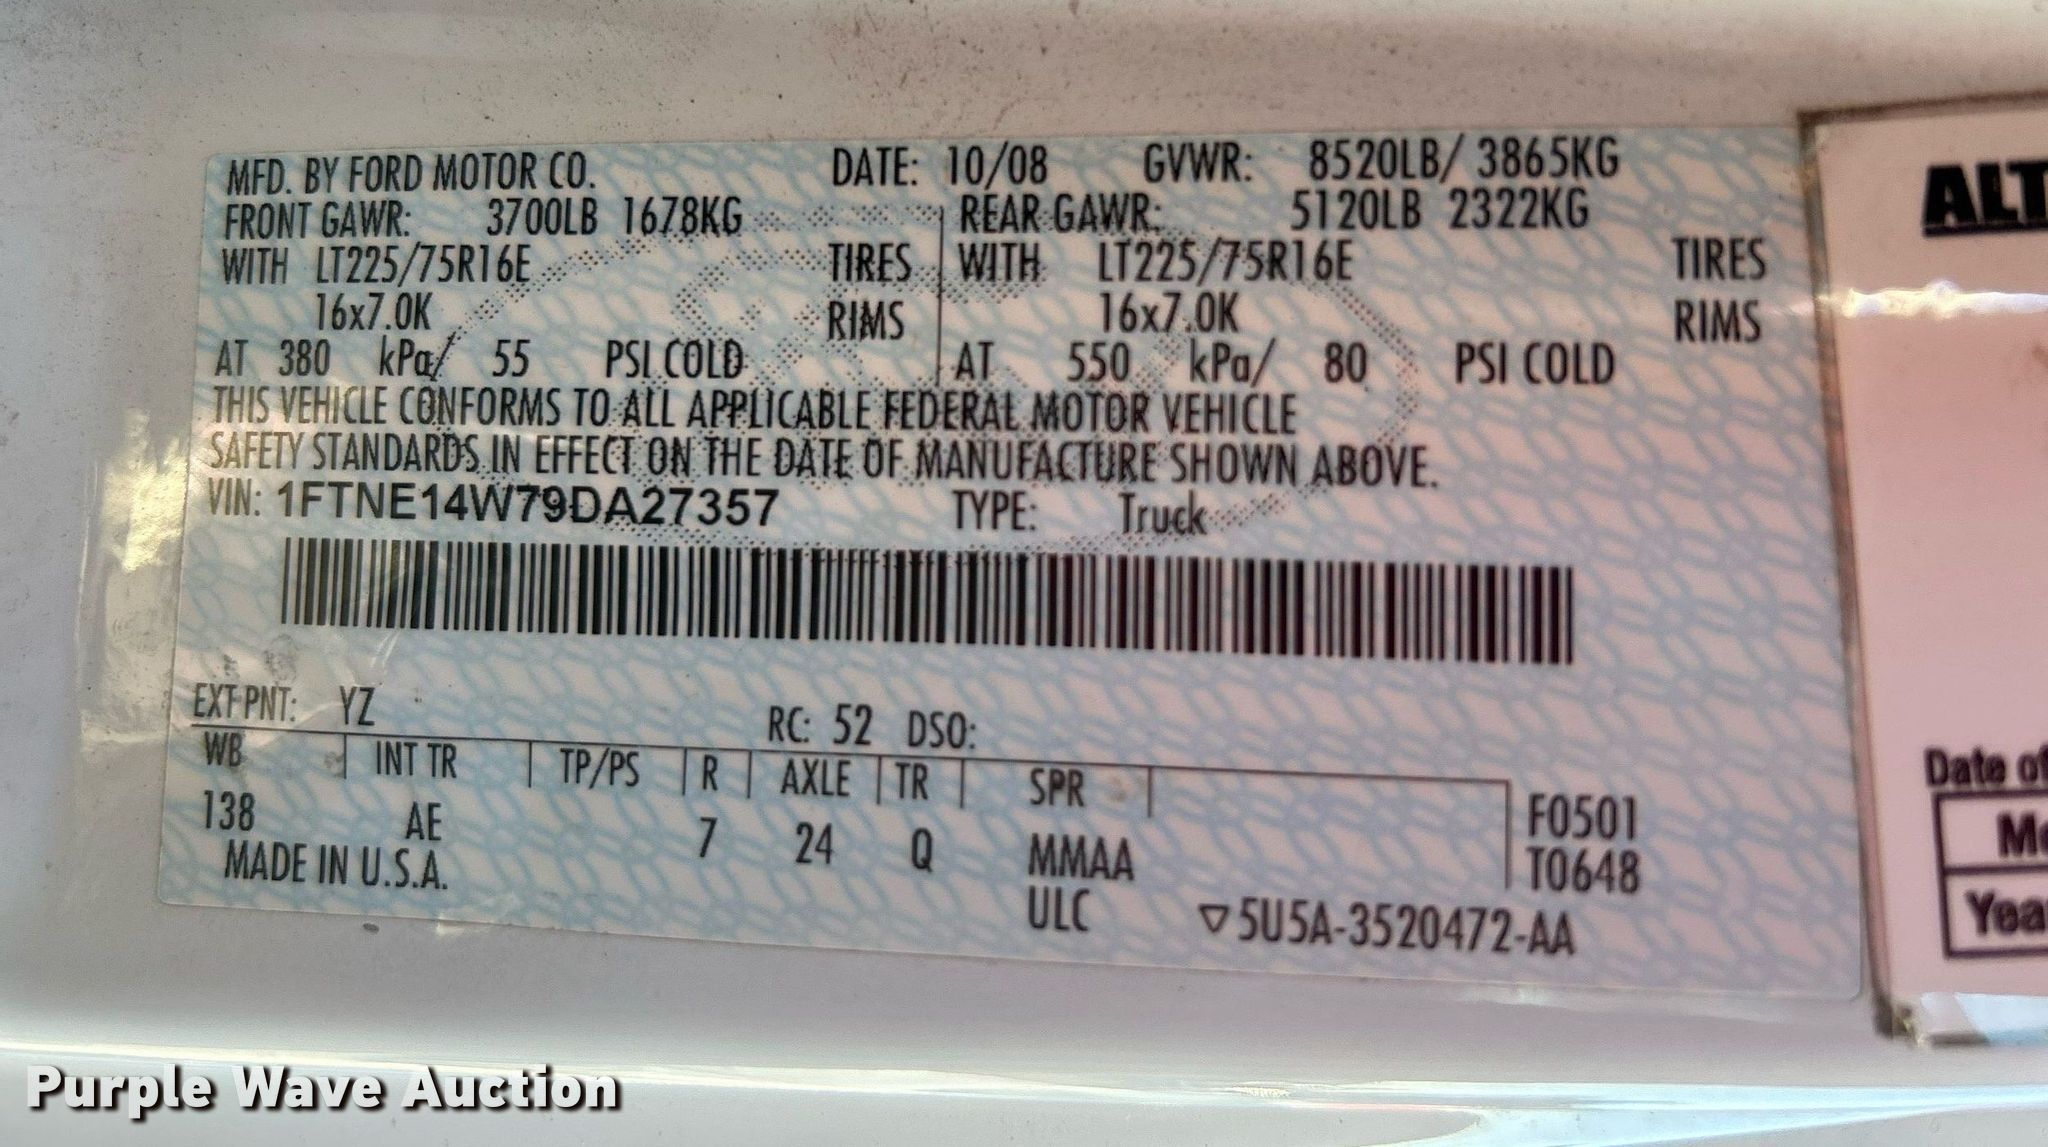 MFD. BY FORD MOTOR CO. DATE: 10/08 GVWR: 8520LB/ 3865KG
FRONT GAWR: 3700LB 1678KG REAR GAWR: 5120LB 2322KG
WITH LT225/75R16E TIRES WITH LT225/75R16E TIRES
16x7.0K RIMS 16x7.0K RIMS
AT 380 kPa/ 55 PSI COLD AT 550 kPa/ 80 PSI COLD
THIS VEHICLE CONFORMS TO ALL APPLICABLE FEDERAL MOTOR VEHICLE
SAFETY STANDARDS IN EFFECT ON THE DATE OF MANUFACTURE SHOWN ABOVE.
VIN: 1FTNE14W79DA27357 TYPE: Truck
EXT PNT: YZ RC: 52 DSO:
WB INT TR TP/PS R AXLE TR SPR
138 AE 7 24 Q MMAA F0501
MADE IN U.S.A. ULC T0648
▽5U5A-3520472-AA
ALT
Date of
Mo
Yea
Purple Wave Auction